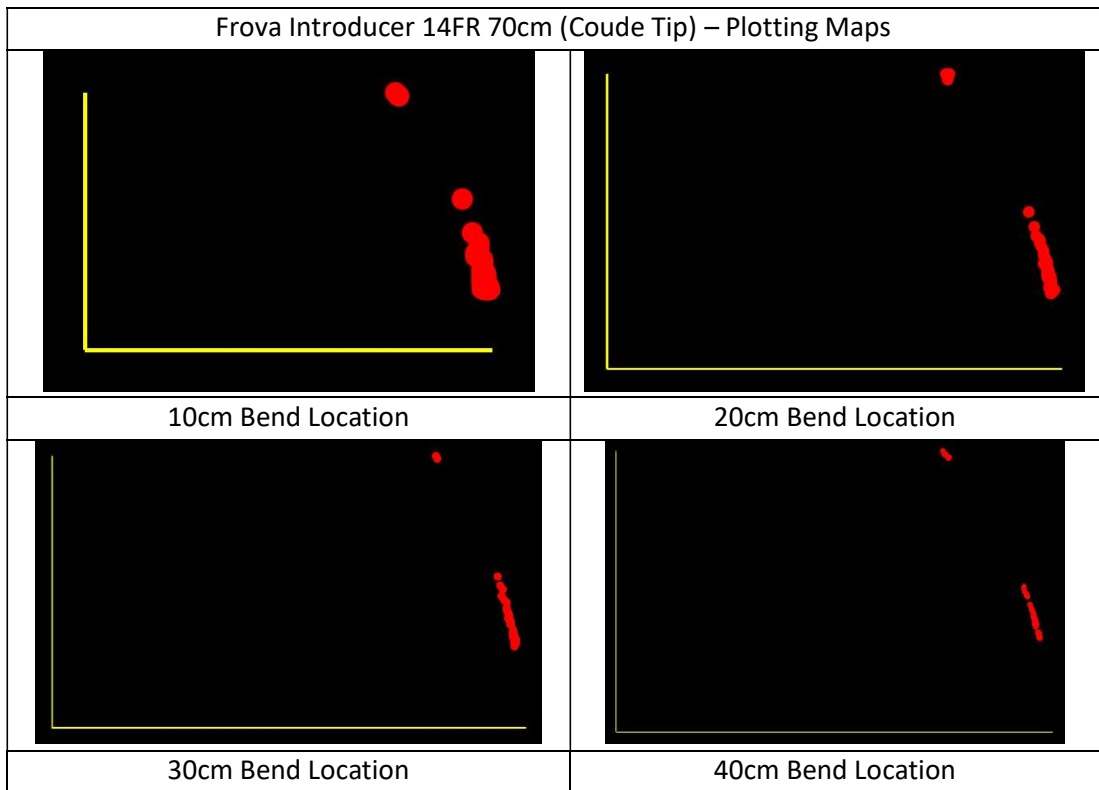 Frova Introducer 14FR 70cm (Coude Tip) – Plotting Maps
10cm Bend Location
20cm Bend Location
30cm Bend Location
40cm Bend Location